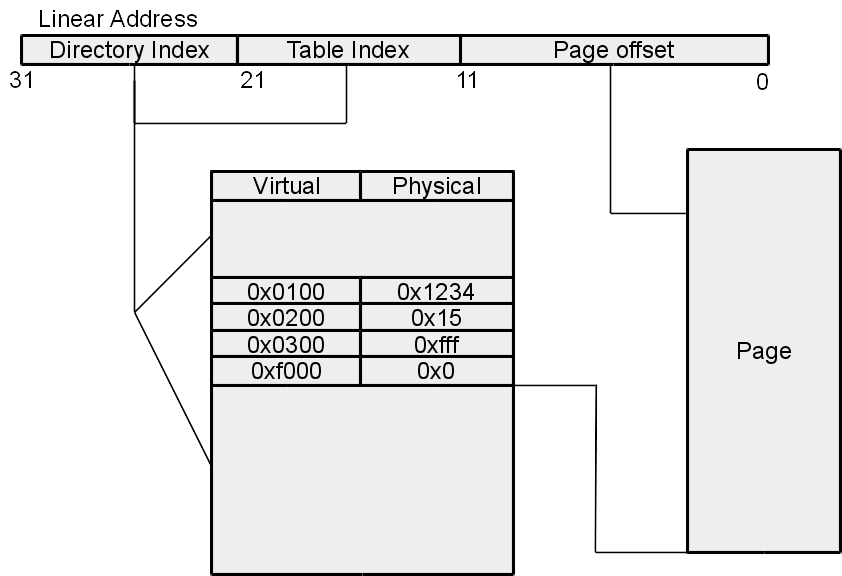 Linear Address
Directory Index Table Index Page offset
31 21 11 0
Virtual Physical
0x0100 0x1234
0x0200 0x15
0x0300 0xfff
0xf000 0x0
Page